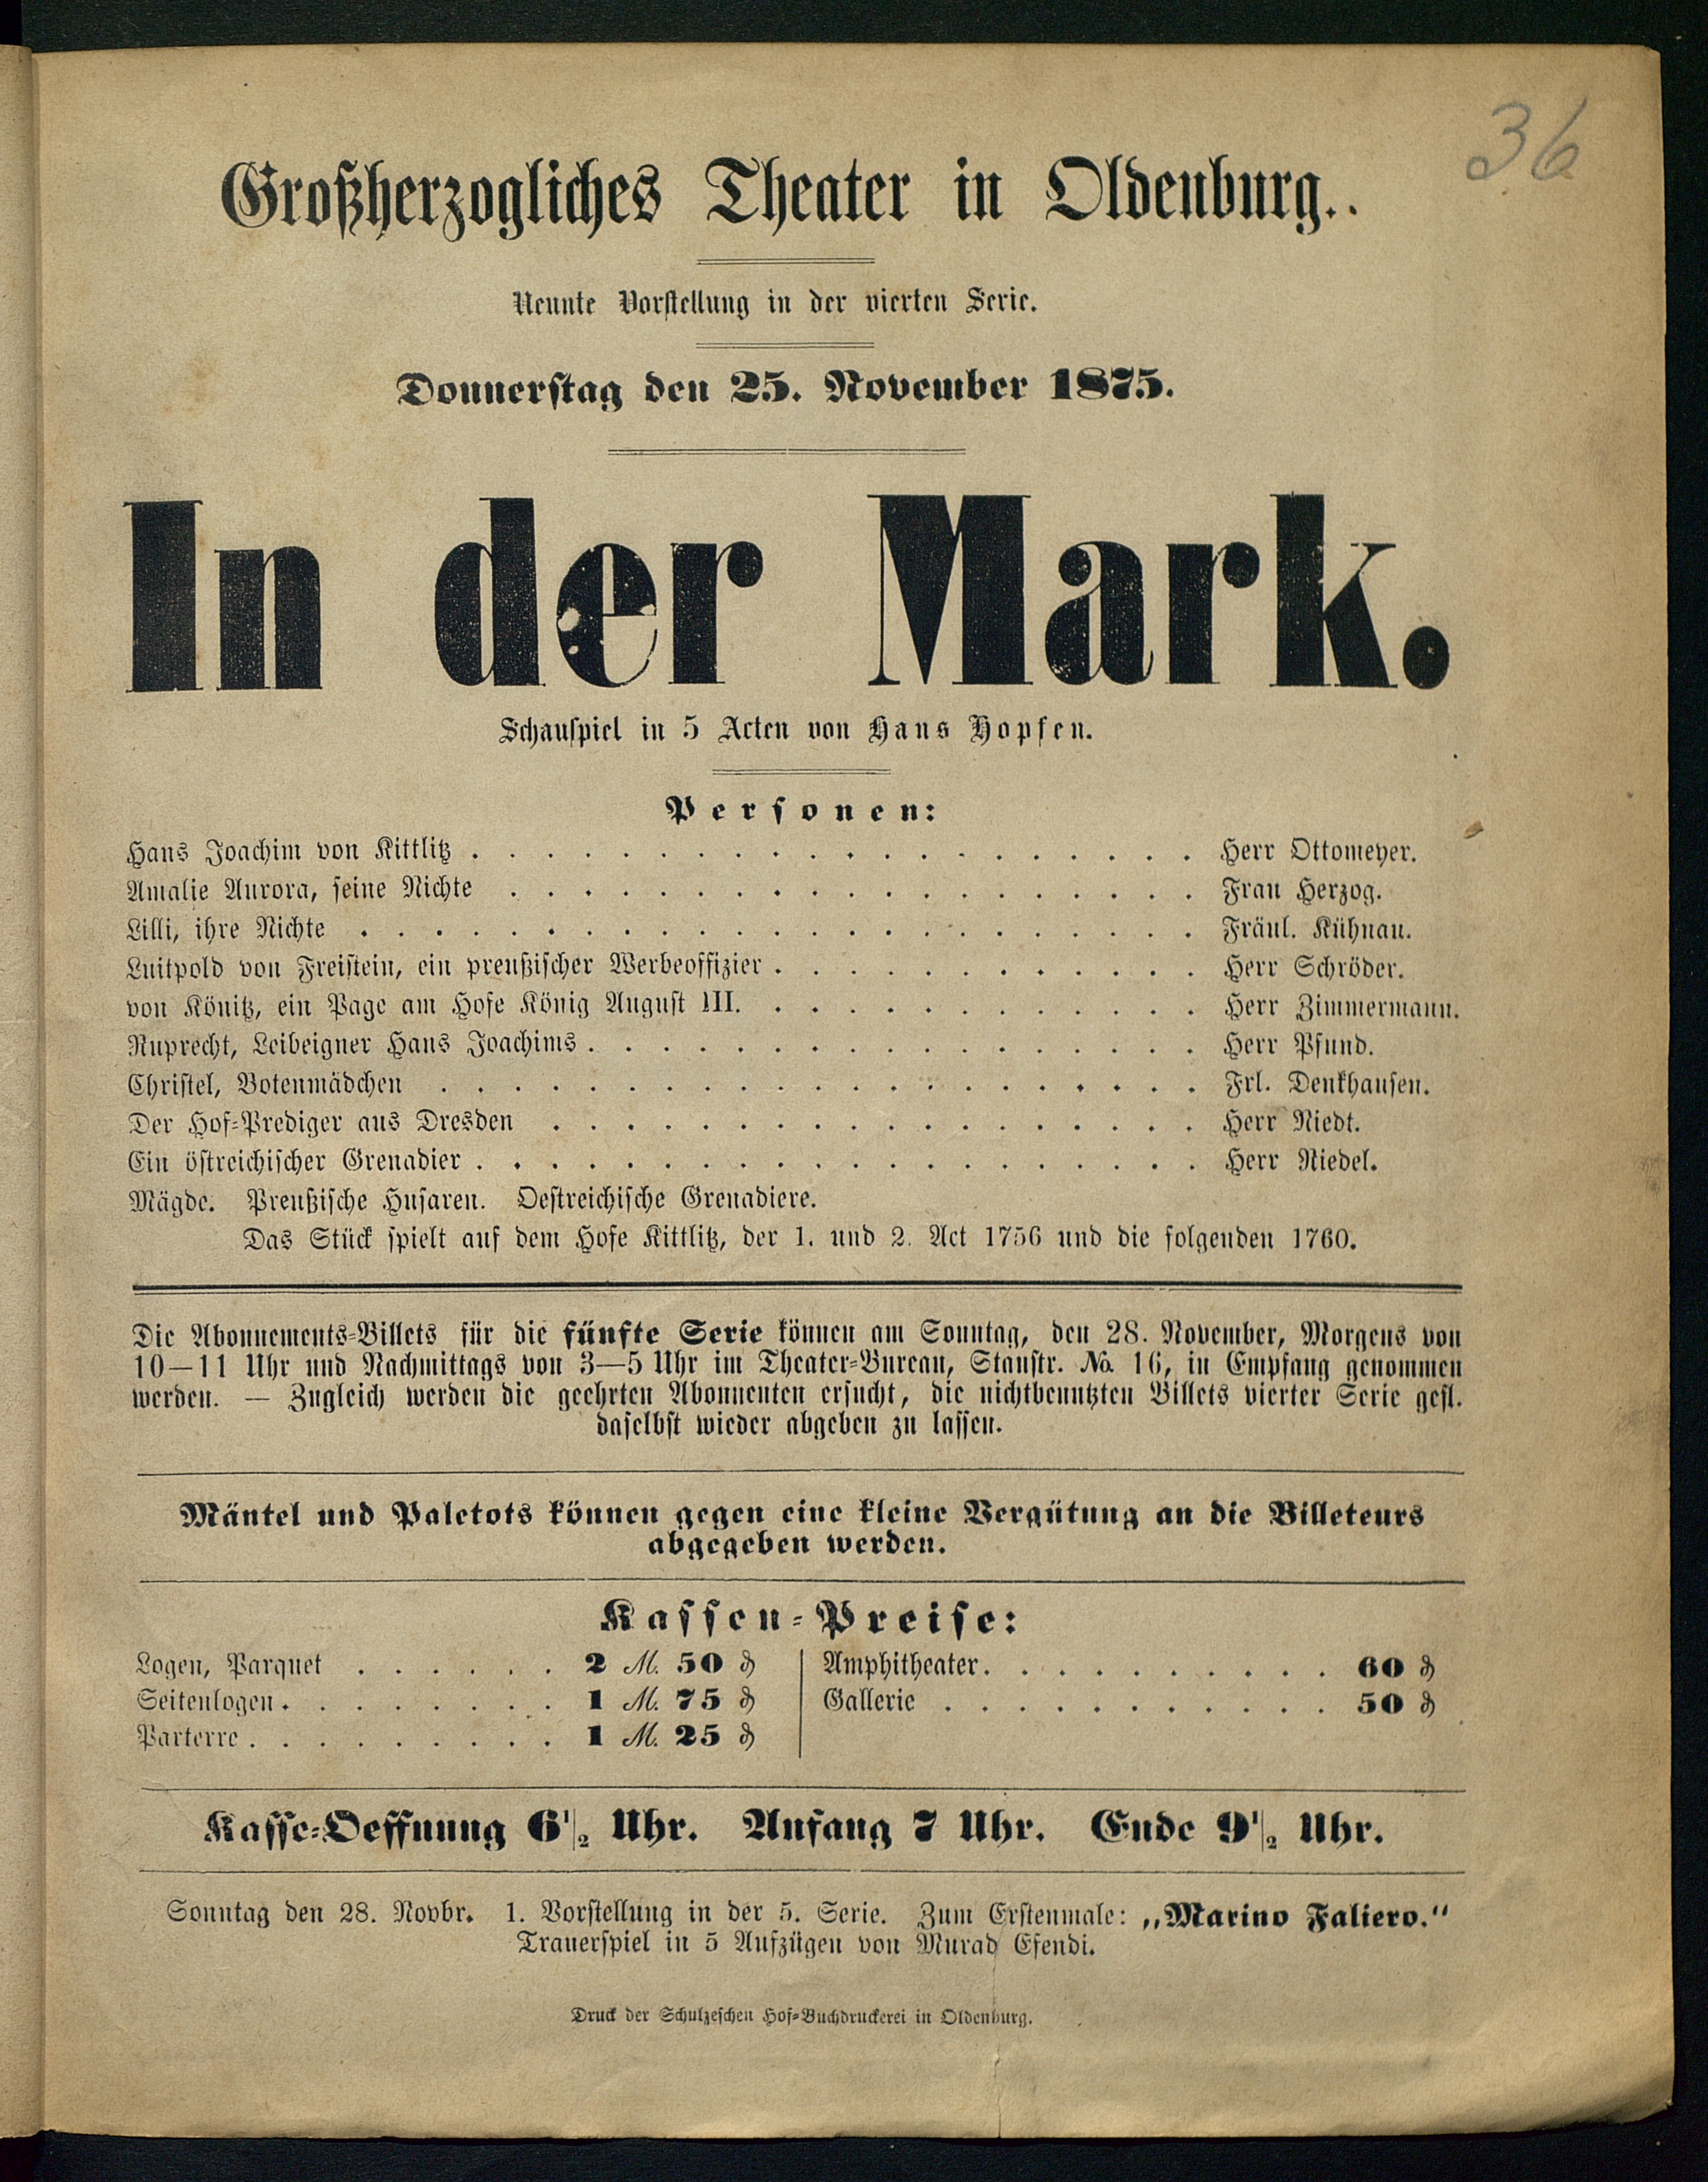 36
Großherzogliches Theater in Oldenburg..
Neunte Vorstellung in der vierten Serie.
Donnerstag den 25. November 1875.
In der Mark.
Schauspiel in 5 Acten von Hans Hopfen.
Personen:
Hans Joachim von Kittlitz . . . . . . . . . . . . . . . . . . . . Herr Ottomeyer.
Amalie Aurora, seine Nichte . . . . . . . . . . . . . . . . . . . Frau Herzog.
Lilli, ihre Nichte . . . . . . . . . . . . . . . . . . . . . . . Fräul. Kühnau.
Luitpold von Freistein, ein preußischer Werbeoffizier . . . . . . . . . . . . Herr Schröder.
von Könitz, ein Page am Hofe König August III. . . . . . . . . . . . . Herr Zimmermann.
Ruprecht, Leibeigner Hans Joachims . . . . . . . . . . . . . . . . . Herr Pfund.
Christel, Botenmädchen . . . . . . . . . . . . . . . . . . . . . Frl. Denkhausen.
Der Hof-Prediger aus Dresden . . . . . . . . . . . . . . . . . . Herr Niedt.
Ein östreichischer Grenadier . . . . . . . . . . . . . . . . . . . . Herr Riedel.
Mägde. Preußische Husaren. Oestreichische Grenadiere.
Das Stück spielt auf dem Hofe Kittlitz, der 1. und 2. Act 1756 und die folgenden 1760.
Die Abonnements-Billets für die fünfte Serie können am Sonntag, den 28. November, Morgens von
10—11 Uhr und Nachmittags von 3—5 Uhr im Theater-Bureau, Staustr. No. 16, in Empfang genommen
werden. — Zugleich werden die geehrten Abonnenten ersucht, die nichtbenutzten Billets vierter Serie gefl.
daselbst wieder abgeben zu lassen.
Mäntel und Paletots können gegen eine kleine Vergütung an die Billeteurs
abgegeben werden.
Kassen-Preise:
Logen, Parquet . . . . . . 2 M. 50 ₰
Seitenlogen . . . . . . . . 1 M. 75 ₰
Parterre . . . . . . . . . 1 M. 25 ₰
Amphitheater . . . . . . . . . . 60 ₰
Gallerie . . . . . . . . . . . 50 ₰
Kasse-Oeffnung 6½ Uhr. Anfang 7 Uhr. Ende 9½ Uhr.
Sonntag den 28. Novbr. 1. Vorstellung in der 5. Serie. Zum Erstenmale: „Marino Faliero.“
Trauerspiel in 5 Aufzügen von Murad Efendi.
Druck der Schulzeschen Hof-Buchdruckerei in Oldenburg.